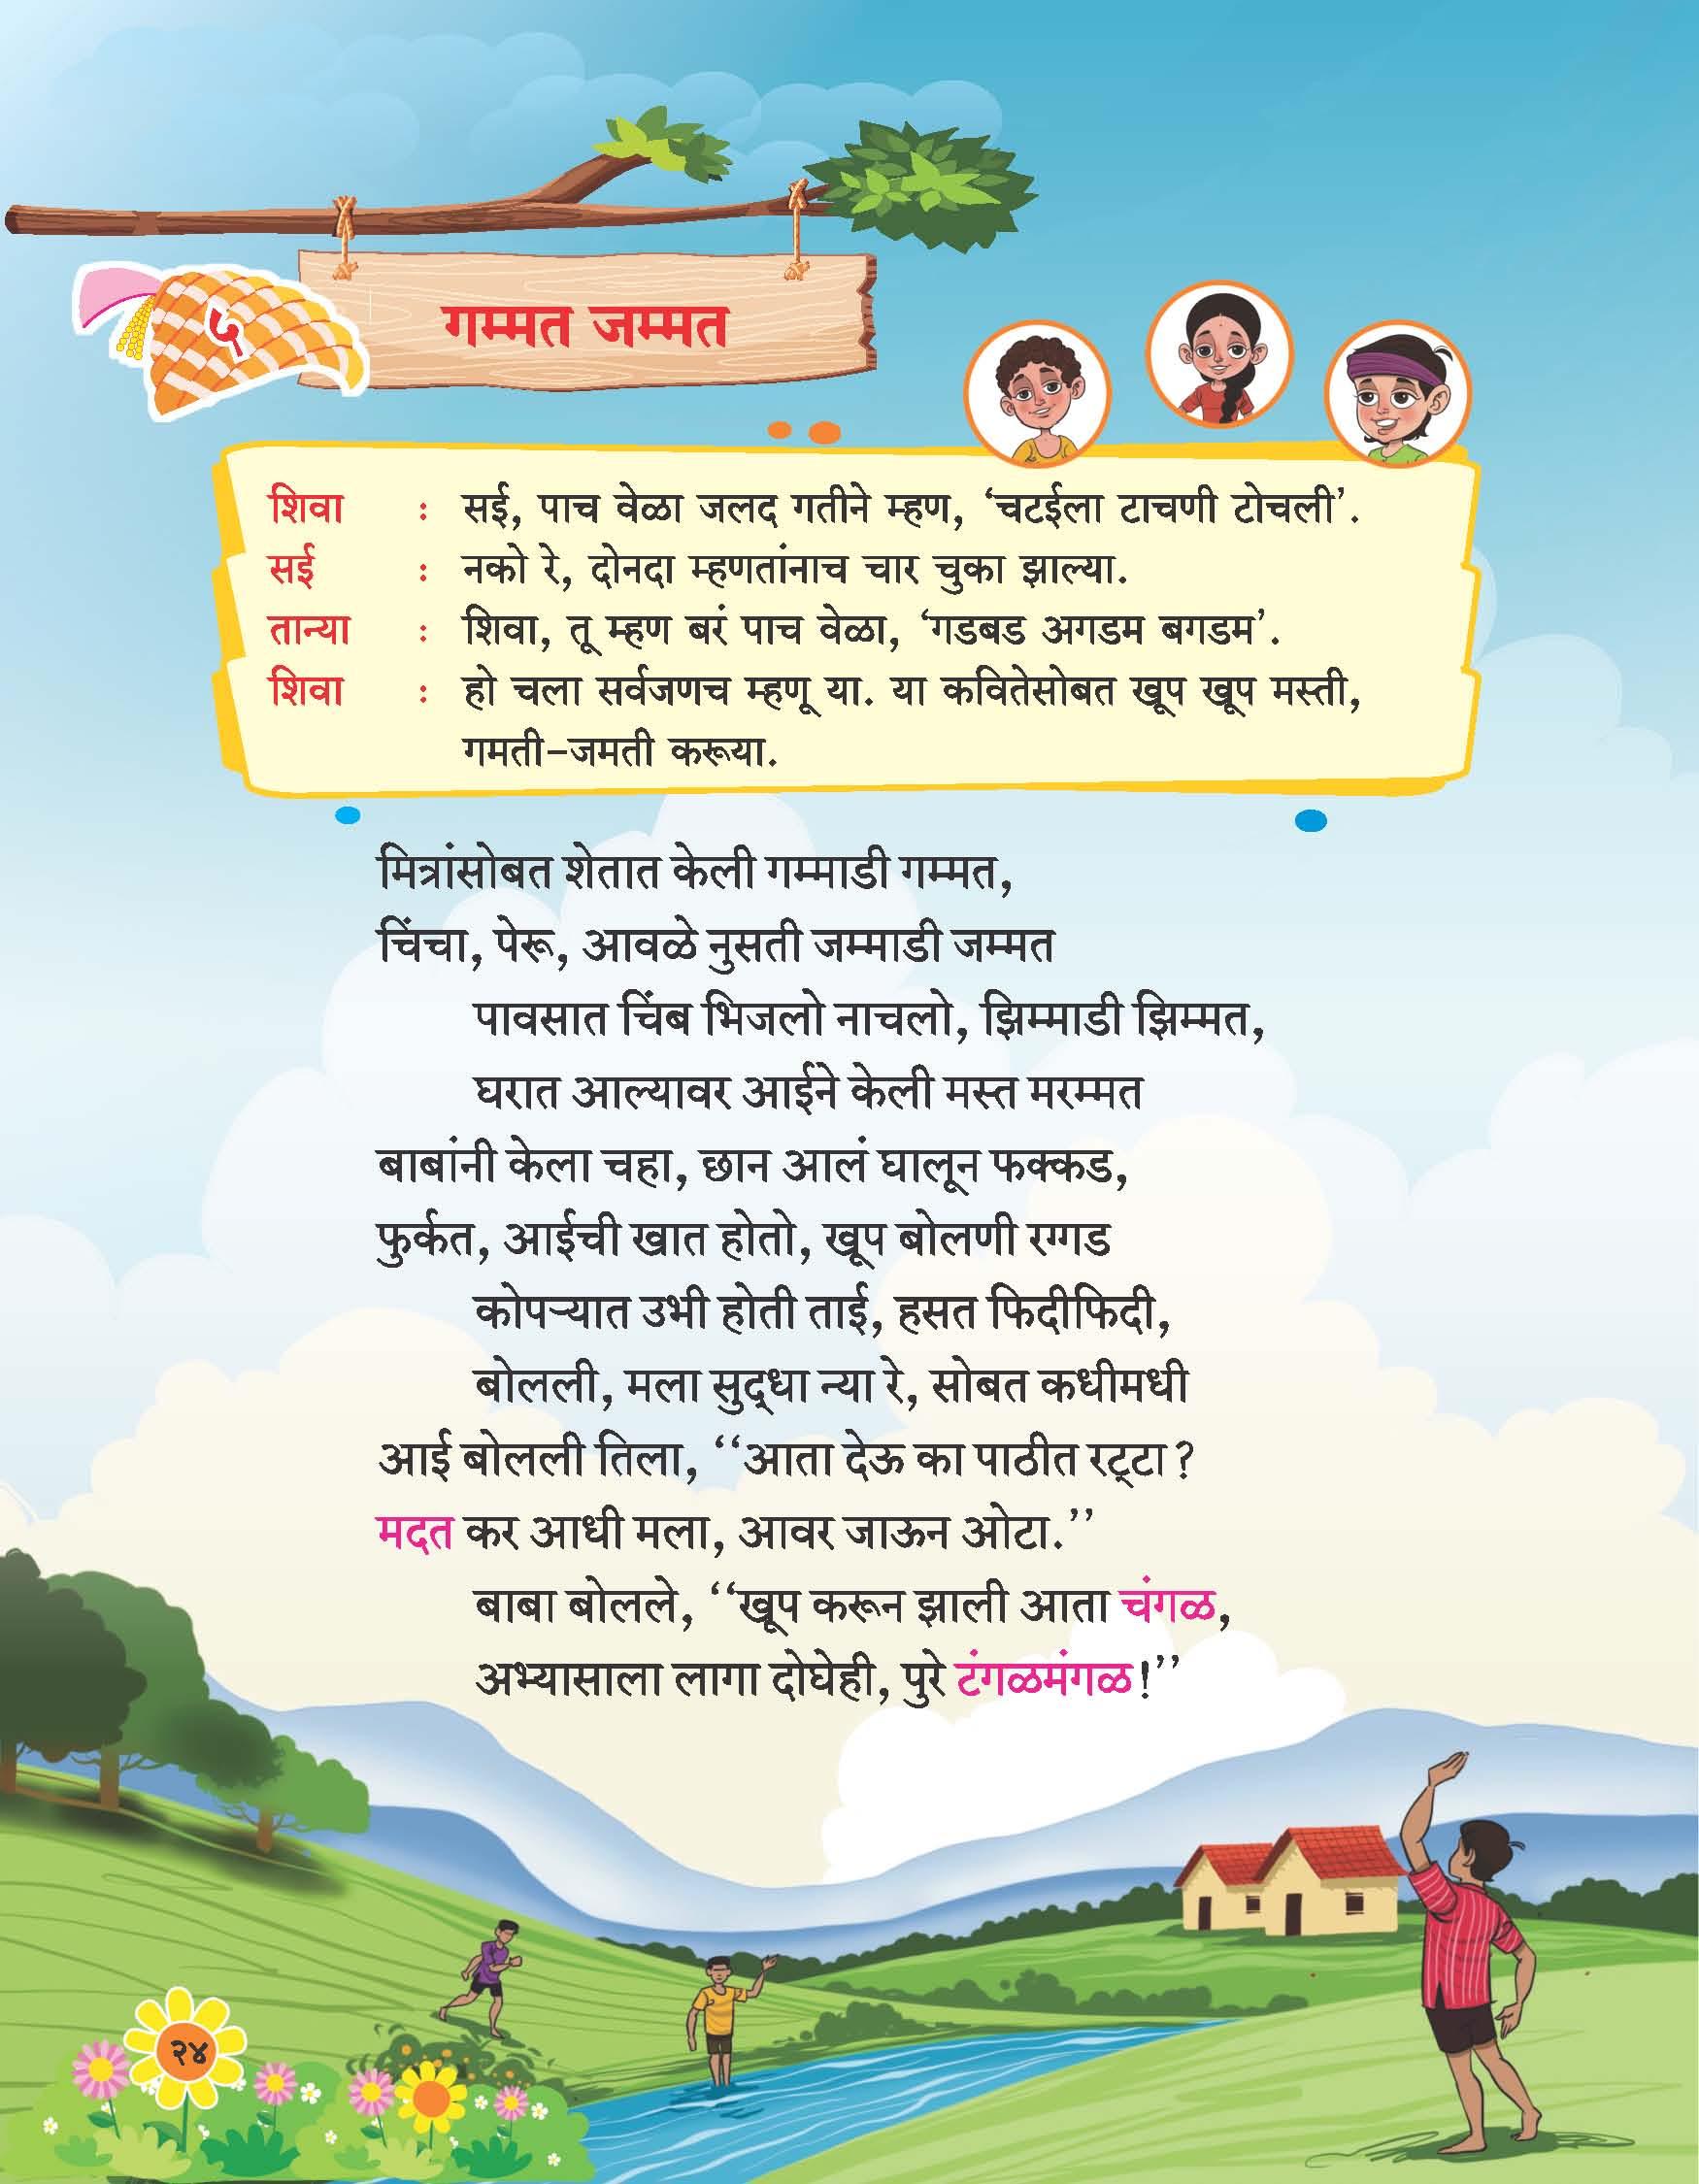 ५
गम्मत जम्मत
शिवा : सई, पाच वेळा जलद गतीने म्हण, ‘चटईला टाचणी टोचली’.
सई : नको रे, दोनदा म्हणतांनाच चार चुका झाल्या.
तान्या : शिवा, तू म्हण बरं पाच वेळा, ‘गडबड अगडम बगडम’.
शिवा : हो चला सर्वजणच म्हणू या. या कवितेसोबत खूप खूप मस्ती,
गमती-जमती करूया.
मित्रांसोबत शेतात केली गम्माडी गम्मत,
चिंचा, पेरू, आवळे नुसती जम्माडी जम्मत
पावसात चिंब भिजलो नाचलो, झिम्माडी झिम्मत,
घरात आल्यावर आईने केली मस्त मरम्मत
बाबांनी केला चहा, छान आलं घालून फक्कड,
फुर्कत, आईची खात होतो, खूप बोलणी रग्गड
कोपऱ्यात उभी होती ताई, हसत फिदीफिदी,
बोलली, मला सुद्धा न्या रे, सोबत कधीमधी
आई बोलली तिला, ‘‘आता देऊ का पाठीत रट्टा?
मदत कर आधी मला, आवर जाऊन ओटा.’’
बाबा बोलले, ‘‘खूप करून झाली आता चंगळ,
अभ्यासाला लागा दोघेही, पुरे टंगळमंगळ!’’
२४